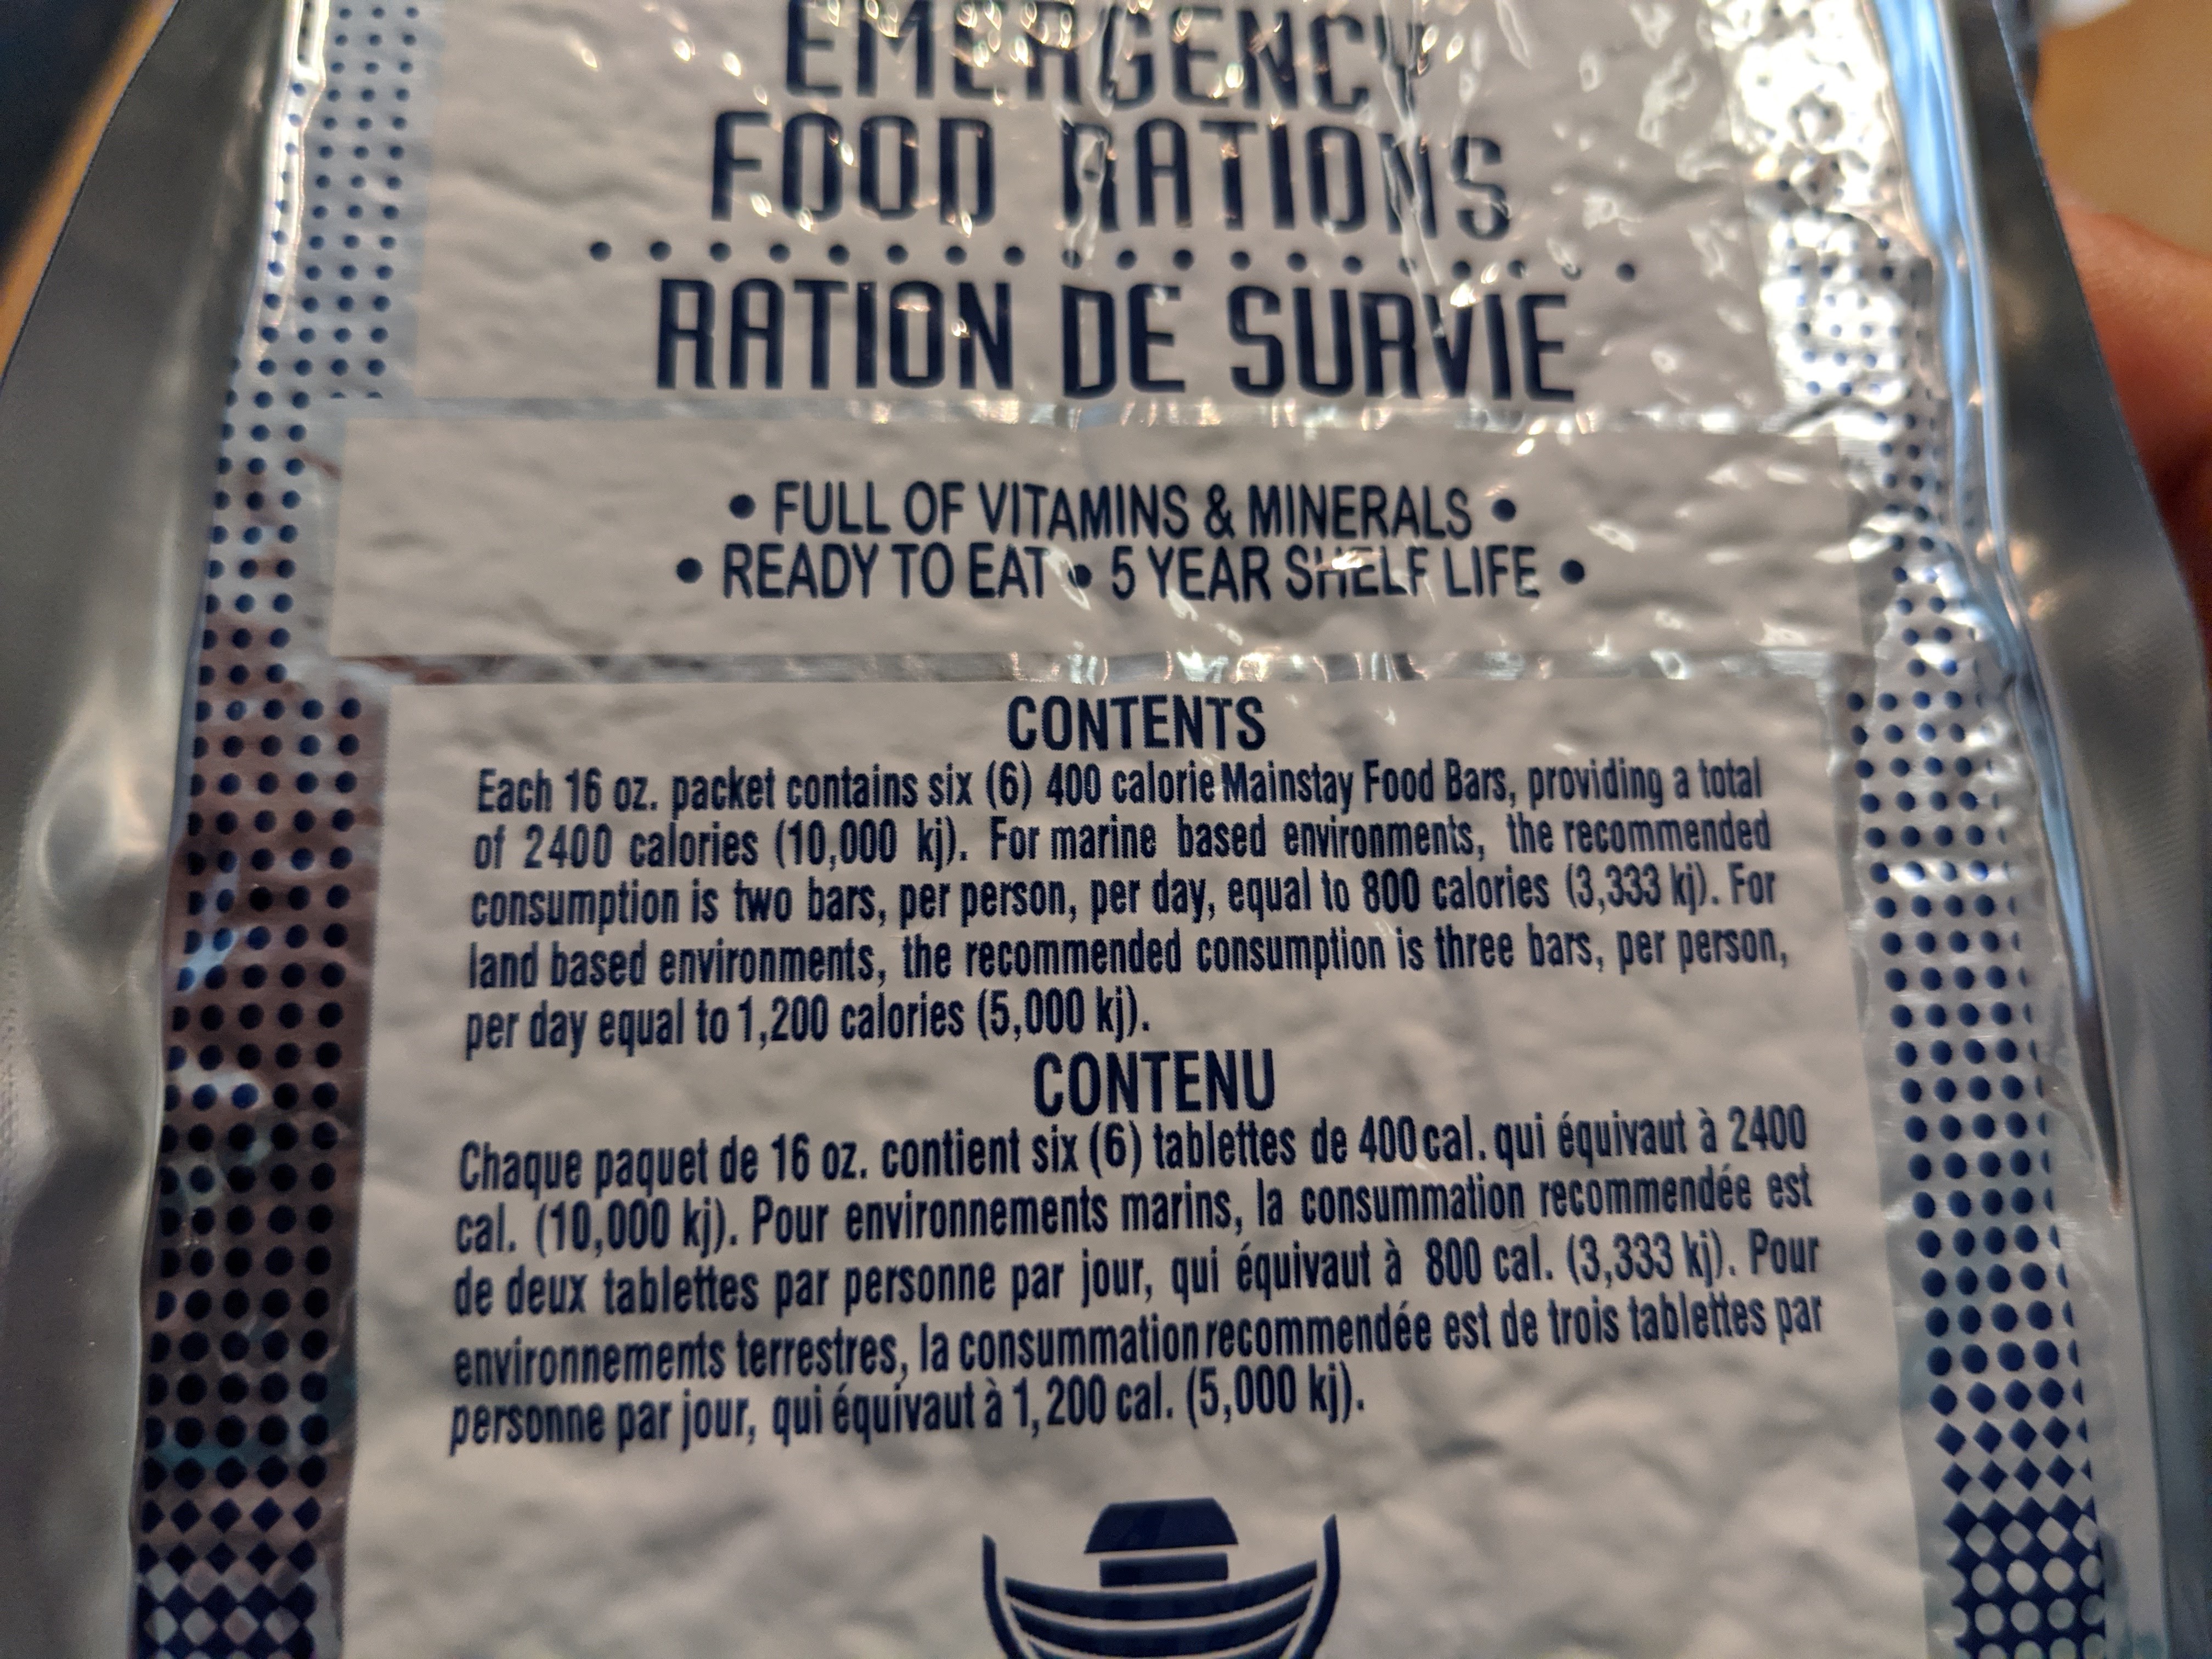 EMERGENCY
FOOD RATIONS
RATION DE SURVIE
• FULL OF VITAMINS & MINERALS •
• READY TO EAT • 5 YEAR SHELF LIFE •
CONTENTS
Each 16 oz. packet contains six (6) 400 calorie Mainstay Food Bars, providing a total
of 2400 calories (10,000 kj). For marine based environments, the recommended
consumption is two bars, per person, per day, equal to 800 calories (3,333 kj). For
land based environments, the recommended consumption is three bars, per person,
per day equal to 1,200 calories (5,000 kj).
CONTENU
Chaque paquet de 16 oz. contient six (6) tablettes de 400 cal. qui équivaut à 2400
cal. (10,000 kj). Pour environnements marins, la consummation recommendée est
de deux tablettes par personne par jour, qui équivaut à 800 cal. (3,333 kj). Pour
environnements terrestres, la consummation recommendée est de trois tablettes par
personne par jour, qui équivaut à 1,200 cal. (5,000 kj).